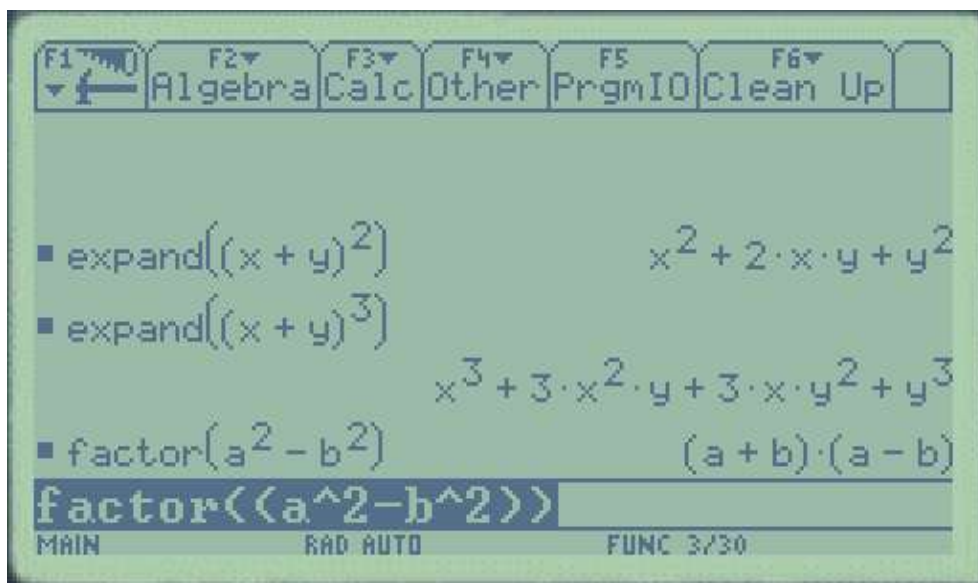 F1 F2▾ F3▾ F4▾ F5 F6▾
Algebra Calc Other PrgmIO Clean Up
▪ expand((x + y)²) x² + 2·x·y + y²
▪ expand((x + y)³)
x³ + 3·x²·y + 3·x·y² + y³
▪ factor(a² − b²) (a + b)·(a − b)
factor((a^2-b^2))
MAIN RAD AUTO FUNC 3/30